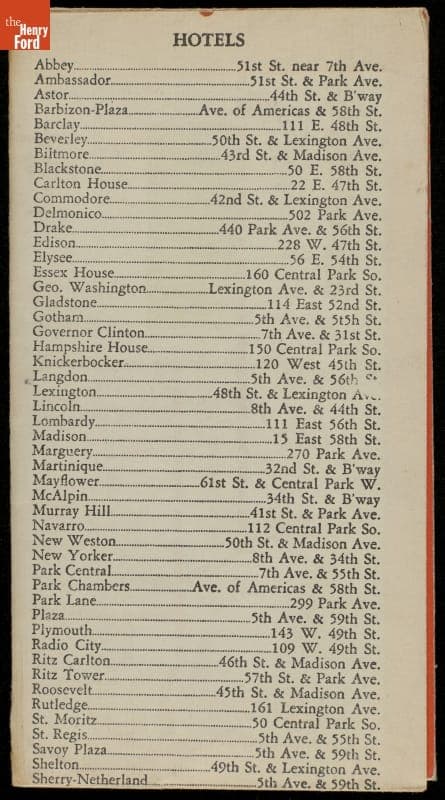 the
Henry
Ford
HOTELS
Abbey 51st St. near 7th Ave.
Ambassador 51st St. & Park Ave.
Astor 44th St. & B'way
Barbizon-Plaza Ave. of Americas & 58th St.
Barclay 111 E. 48th St.
Beverley 50th St. & Lexington Ave.
Biltmore 43rd St. & Madison Ave.
Blackstone 50 E. 58th St.
Carlton House 22 E. 47th St.
Commodore 42nd St. & Lexington Ave.
Delmonico 502 Park Ave.
Drake 440 Park Ave. & 56th St.
Edison 228 W. 47th St.
Elysee 56 E. 54th St.
Essex House 160 Central Park So.
Geo. Washington Lexington Ave. & 23rd St.
Gladstone 114 East 52nd St.
Gotham 5th Ave. & 5t5h St.
Governor Clinton 7th Ave. & 31st St.
Hampshire House 150 Central Park So.
Knickerbocker 120 West 45th St.
Langdon 5th Ave. & 56th St.
Lexington 48th St. & Lexington Ave.
Lincoln 8th Ave. & 44th St.
Lombardy 111 East 56th St.
Madison 15 East 58th St.
Marguery 270 Park Ave.
Martinique 32nd St. & B'way
Mayflower 61st St. & Central Park W.
McAlpin 34th St. & B'way
Murray Hill 41st St. & Park Ave.
Navarro 112 Central Park So.
New Weston 50th St. & Madison Ave.
New Yorker 8th Ave. & 34th St.
Park Central 7th Ave. & 55th St.
Park Chambers Ave. of Americas & 58th St.
Park Lane 299 Park Ave.
Plaza 5th Ave. & 59th St.
Plymouth 143 W. 49th St.
Radio City 109 W. 49th St.
Ritz Carlton 46th St. & Madison Ave.
Ritz Tower 57th St. & Park Ave.
Roosevelt 45th St. & Madison Ave.
Rutledge 161 Lexington Ave.
St. Moritz 50 Central Park So.
St. Regis 5th Ave. & 55th St.
Savoy Plaza 5th Ave. & 59th St.
Shelton 49th St. & Lexington Ave.
Sherry-Netherland 5th Ave. & 59th St.